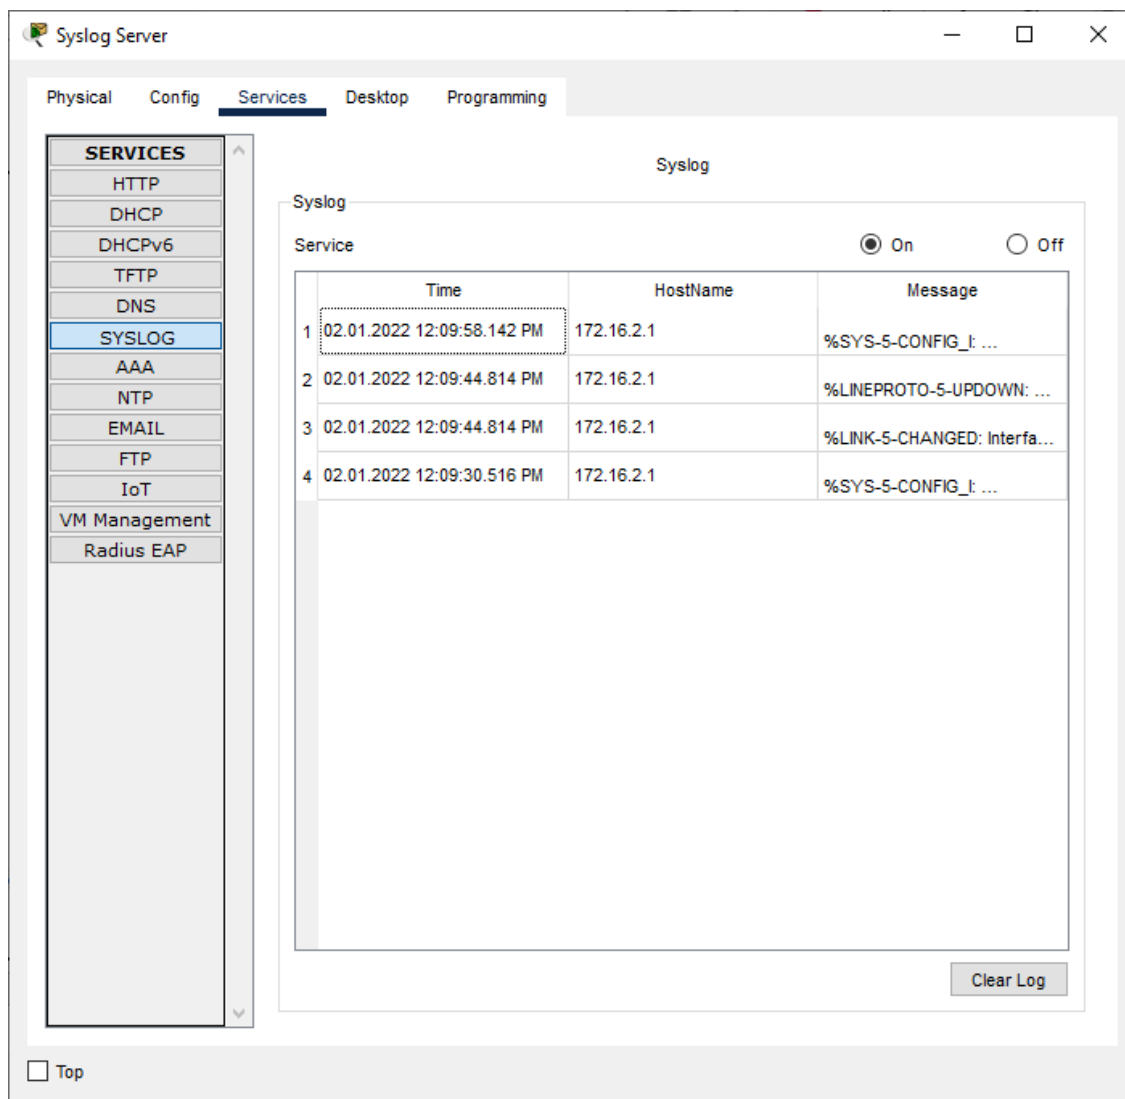 Syslog Server
Physical Config Services Desktop Programming
SERVICES
HTTP
DHCP
DHCPv6
TFTP
DNS
SYSLOG
AAA
NTP
EMAIL
FTP
IoT
VM Management
Radius EAP
Syslog
Syslog
Service On Off
Time HostName Message
1 02.01.2022 12:09:58.142 PM 172.16.2.1 %SYS-5-CONFIG_I: ...
2 02.01.2022 12:09:44.814 PM 172.16.2.1 %LINEPROTO-5-UPDOWN: ...
3 02.01.2022 12:09:44.814 PM 172.16.2.1 %LINK-5-CHANGED: Interfa...
4 02.01.2022 12:09:30.516 PM 172.16.2.1 %SYS-5-CONFIG_I: ...
Clear Log
Top